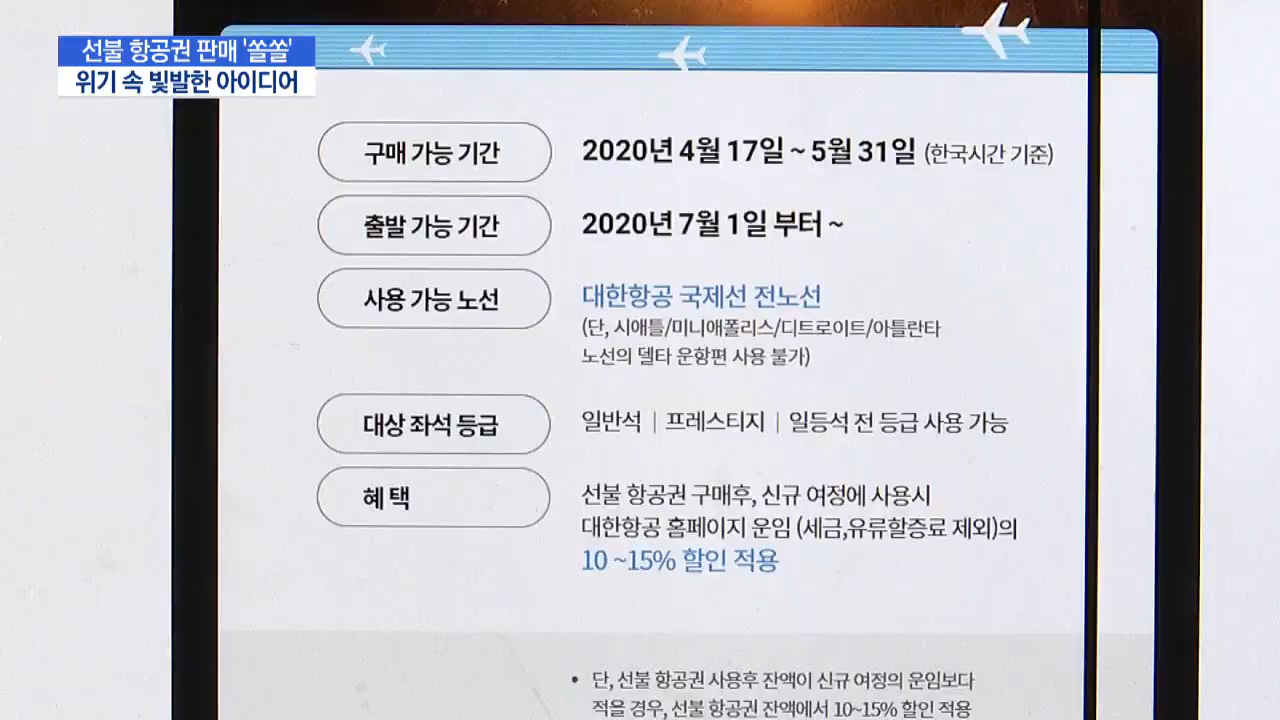 선불 항공권 판매 '쏠쏠'
위기 속 빛발한 아이디어
구매 가능 기간
2020년 4월 17일 ~ 5월 31일 (한국시간 기준)
출발 가능 기간
2020년 7월 1일 부터 ~
사용 가능 노선
대한항공 국제선 전노선
(단, 시애틀/미니애폴리스/디트로이트/아틀란타
노선의 델타 운항편 사용 불가)
대상 좌석 등급
일반석 | 프레스티지 | 일등석 전 등급 사용 가능
혜 택
선불 항공권 구매후, 신규 여정에 사용시
대한항공 홈페이지 운임 (세금,유류할증료 제외)의
10 ~15% 할인 적용
• 단, 선불 항공권 사용후 잔액이 신규 여정의 운임보다
적을 경우, 선불 항공권 잔액에서 10~15% 할인 적용